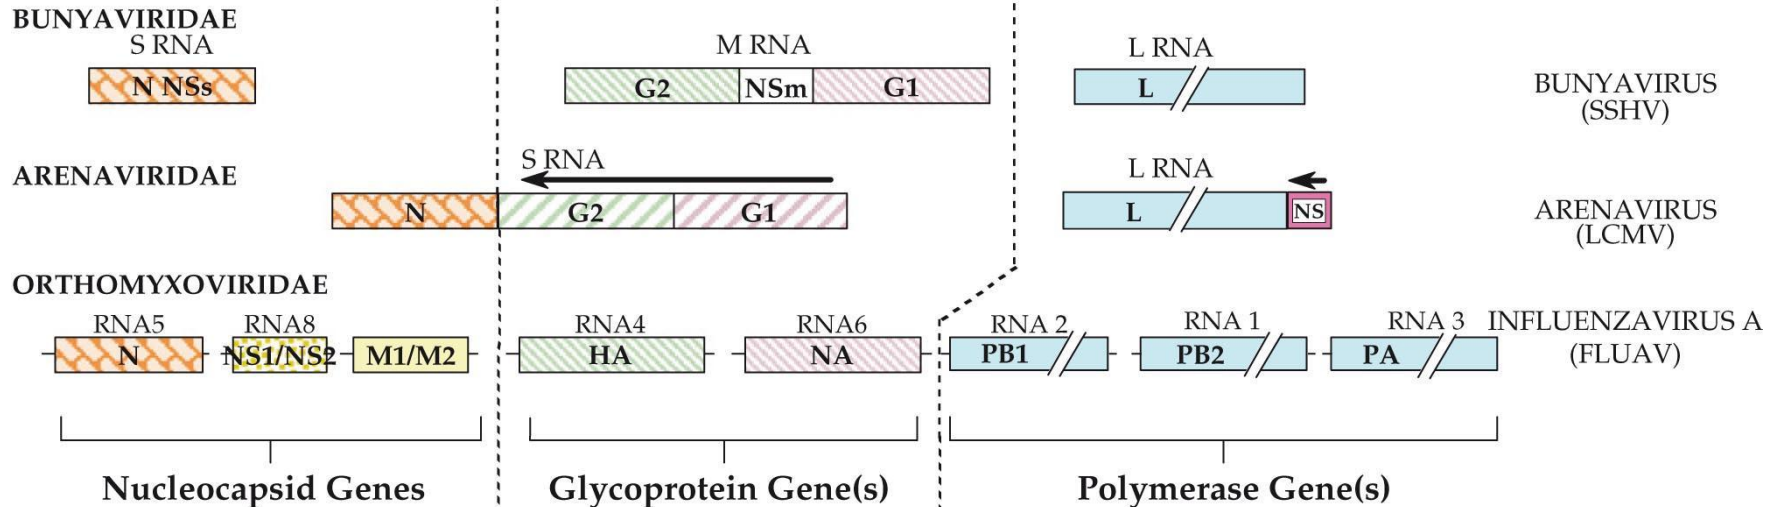 BUNYAVIRIDAE
S RNA
M RNA
L RNA
N NSs
G2
NSm
G1
L
BUNYAVIRUS
(SSHV)
ARENAVIRIDAE
S RNA
L RNA
N
G2
G1
L
NS
ARENAVIRUS
(LCMV)
ORTHOMYXOVIRIDAE
RNA5
RNA8
RNA4
RNA6
RNA 2
RNA 1
RNA 3
INFLUENZAVIRUS A
(FLUAV)
N
NS1/NS2
M1/M2
HA
NA
PB1
PB2
PA
Nucleocapsid Genes
Glycoprotein Gene(s)
Polymerase Gene(s)